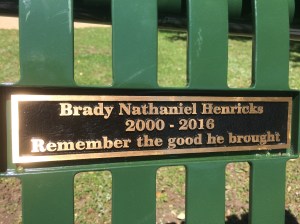 Brady Nathaniel Henricks
2000 - 2016
Remember the good he brought